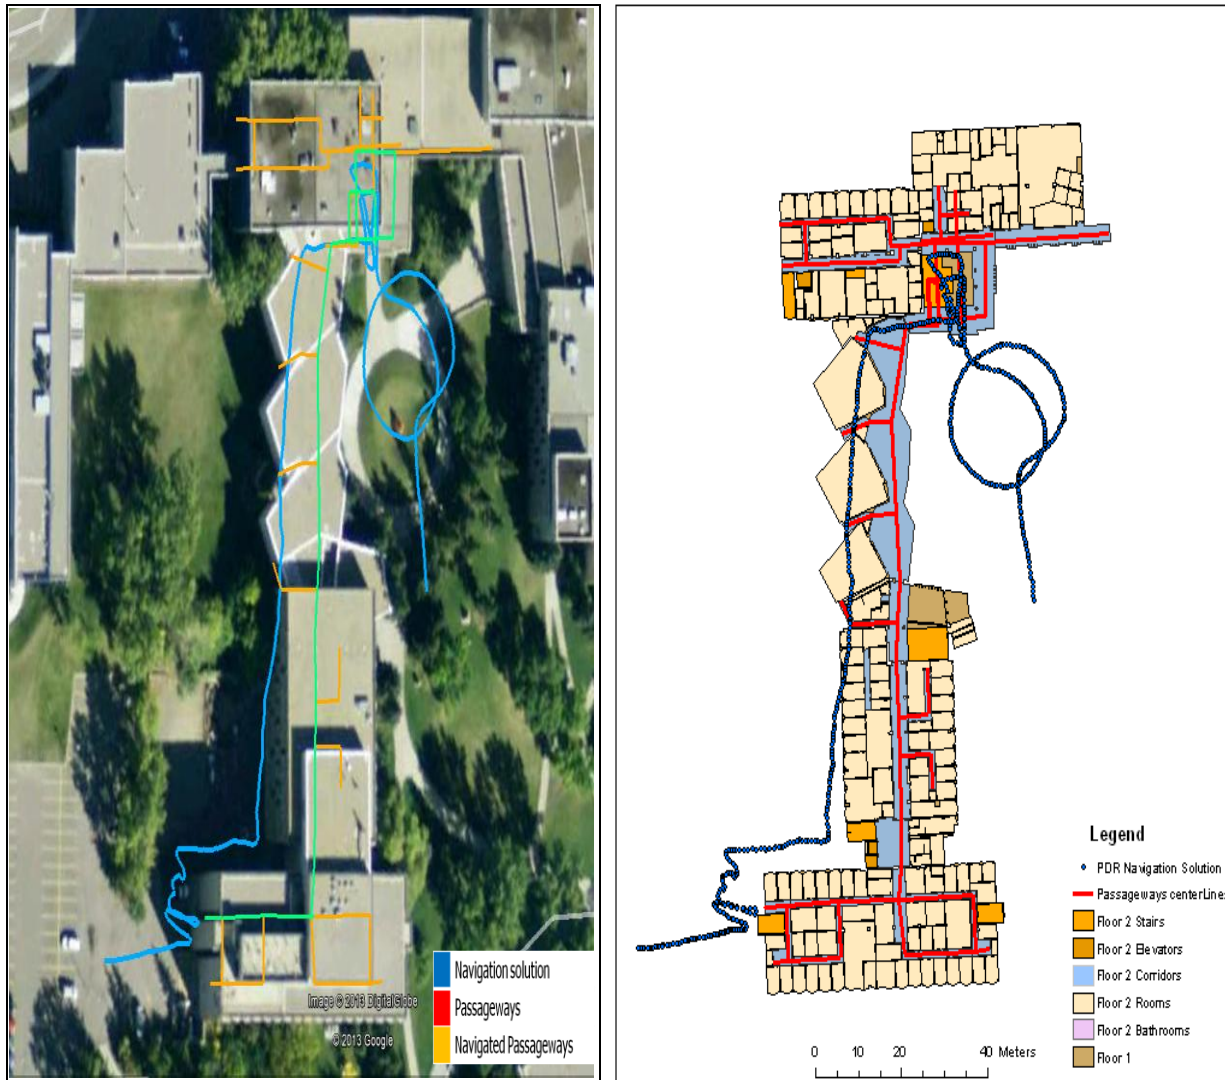 Image © 2013 DigitalGlobe
© 2013 Google
Navigation solution
Passageways
Navigated Passageways
Legend
PDR Navigation Solution
Passageways centerLine
Floor 2 Stairs
Floor 2 Elevators
Floor 2 Corridors
Floor 2 Rooms
Floor 2 Bathrooms
Floor 1
0 10 20 40 Meters